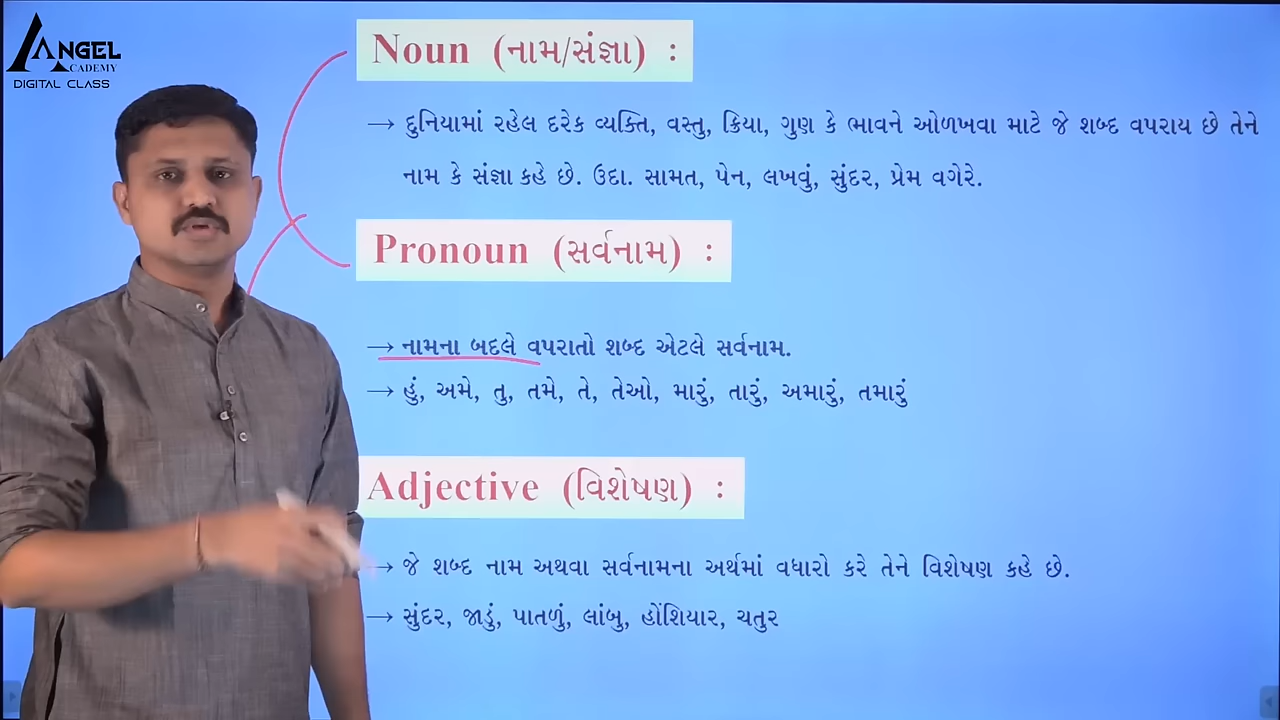 ANGEL
ACADEMY
DIGITAL CLASS
Noun (નામ/સંજ્ઞા) :
→ દુનિયામાં રહેલ દરેક વ્યક્તિ, વસ્તુ, ક્રિયા, ગુણ કે ભાવને ઓળખવા માટે જે શબ્દ વપરાય છે તેને
નામ કે સંજ્ઞા કહે છે. ઉદા. સામત, પેન, લખવું, સુંદર, પ્રેમ વગેરે.
Pronoun (સર્વનામ) :
→ નામના બદલે વપરાતો શબ્દ એટલે સર્વનામ.
→ હું, અમે, તુ, તમે, તે, તેઓ, મારું, તારું, અમારું, તમારું
Adjective (વિશેષણ) :
→ જે શબ્દ નામ અથવા સર્વનામના અર્થમાં વધારો કરે તેને વિશેષણ કહે છે.
→ સુંદર, જાડું, પાતળું, લાંબુ, હોંશિયાર, ચતુર